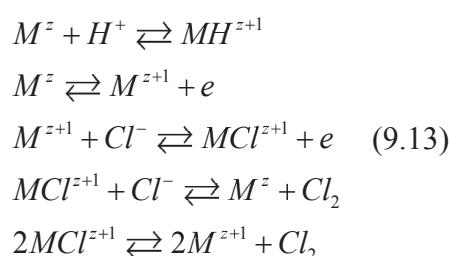 M^z + H^+ ⇄ MH^{z+1}
M^z ⇄ M^{z+1} + e
M^{z+1} + Cl^- ⇄ MCl^{z+1} + e (9.13)
MCl^{z+1} + Cl^- ⇄ M^z + Cl_2
2MCl^{z+1} ⇄ 2M^{z+1} + Cl_2